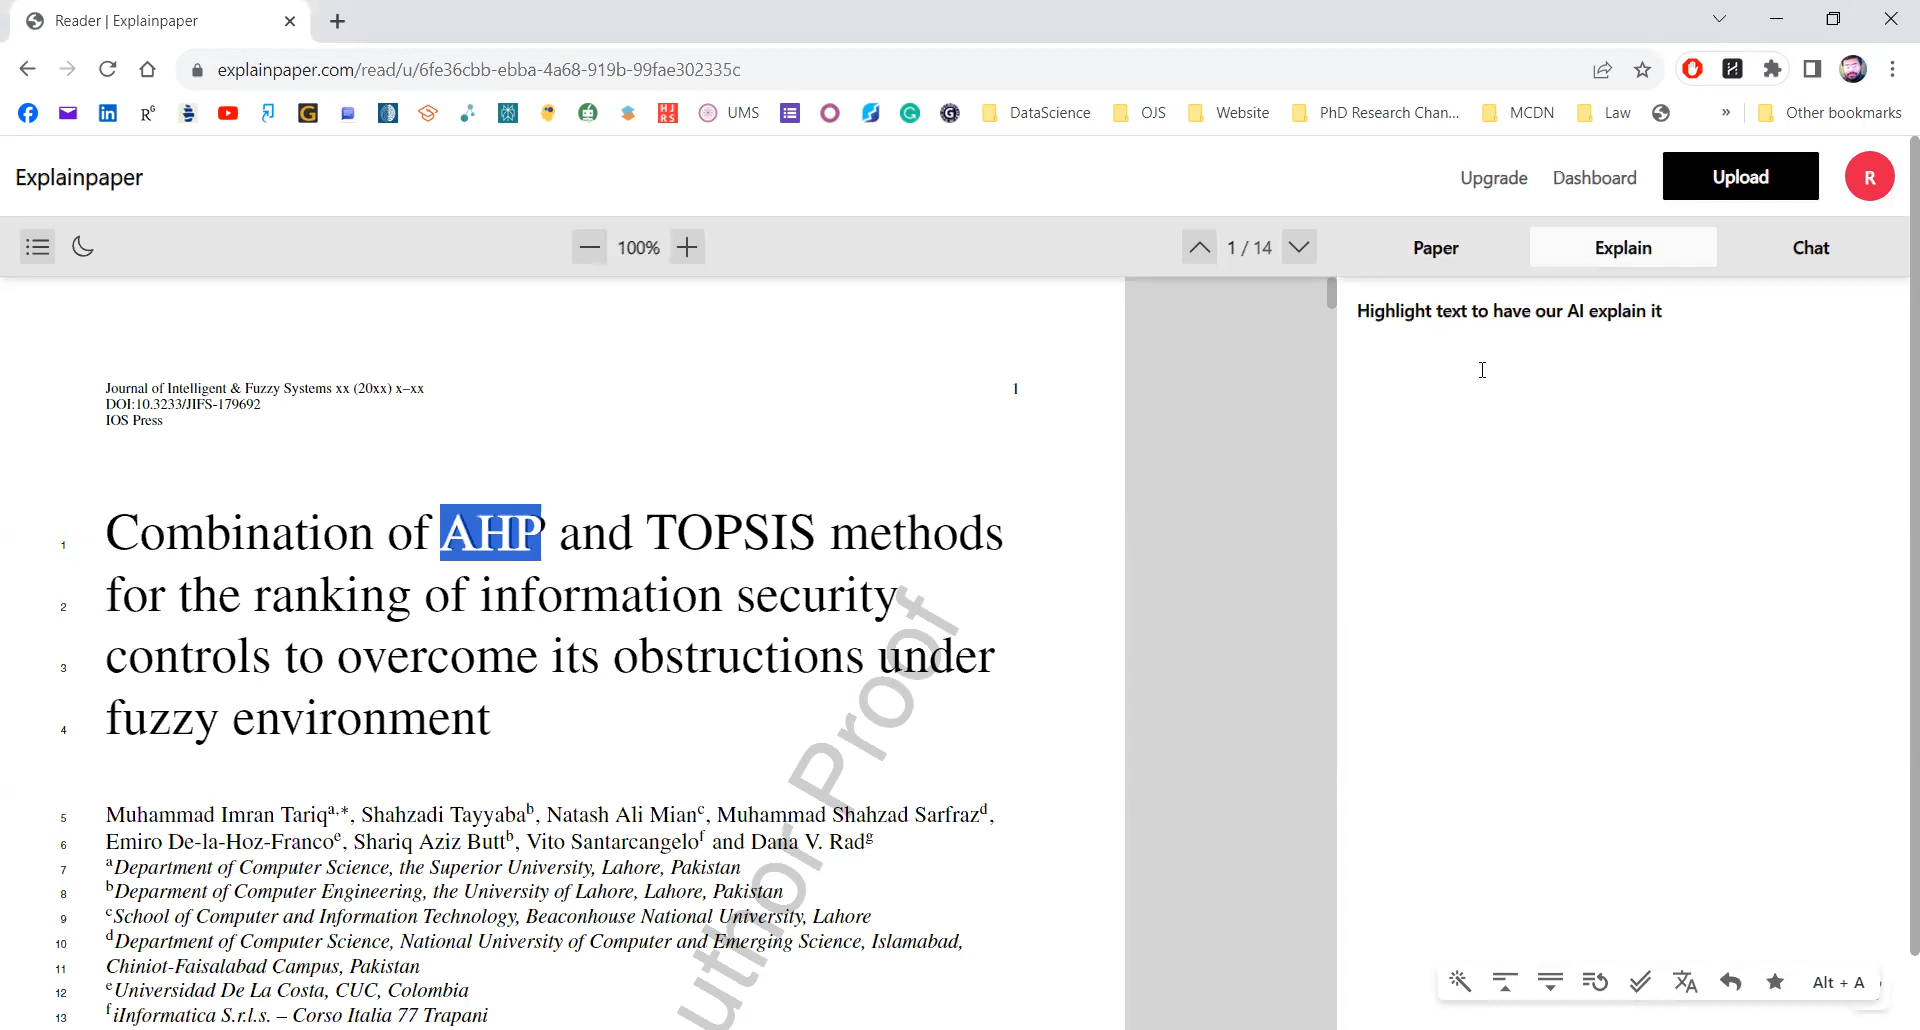 Reader | Explainpaper
explainpaper.com/read/u/6fe36cbb-ebba-4a68-919b-99fae302335c
UMS DataScience OJS Website PhD Research Chan... MCDN Law » Other bookmarks
Explainpaper
Upgrade Dashboard Upload R
100% 1 / 14 Paper Explain Chat
Highlight text to have our AI explain it
Journal of Intelligent & Fuzzy Systems xx (20xx) x–xx 1
DOI:10.3233/JIFS-179692
IOS Press
1 Combination of AHP and TOPSIS methods
2 for the ranking of information security
3 controls to overcome its obstructions under
4 fuzzy environment
5 Muhammad Imran Tariqa,*, Shahzadi Tayyabab, Natash Ali Mianc, Muhammad Shahzad Sarfrazd,
6 Emiro De-la-Hoz-Francoe, Shariq Aziz Buttb, Vito Santarcangelof and Dana V. Radg
7 aDepartment of Computer Science, the Superior University, Lahore, Pakistan
8 bDeparment of Computer Engineering, the University of Lahore, Lahore, Pakistan
9 cSchool of Computer and Information Technology, Beaconhouse National University, Lahore
10 dDepartment of Computer Science, National University of Computer and Emerging Science, Islamabad,
11 Chiniot-Faisalabad Campus, Pakistan
12 eUniversidad De La Costa, CUC, Colombia
13 fiInformatica S.r.l.s. – Corso Italia 77 Trapani
uthor Proof
Alt + A